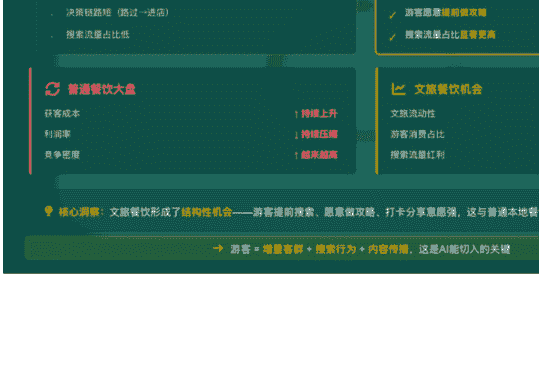 · 决策链路短（路过→进店）
· 搜索流量占比低
✓ 游客愿意提前做攻略
✓ 搜索流量占比显著更高
普通餐饮大盘
获客成本 ↑ 持续上升
利润率 ↓ 持续压缩
竞争密度 ↑ 越来越高
文旅餐饮机会
文旅流动性
游客消费占比
搜索流量红利
核心洞察：文旅餐饮形成了结构性机会——游客提前搜索、愿意做攻略、打卡分享意愿强，这与普通本地餐
→ 游客 = 增量客群 + 搜索行为 + 内容传播，这是AI能切入的关键